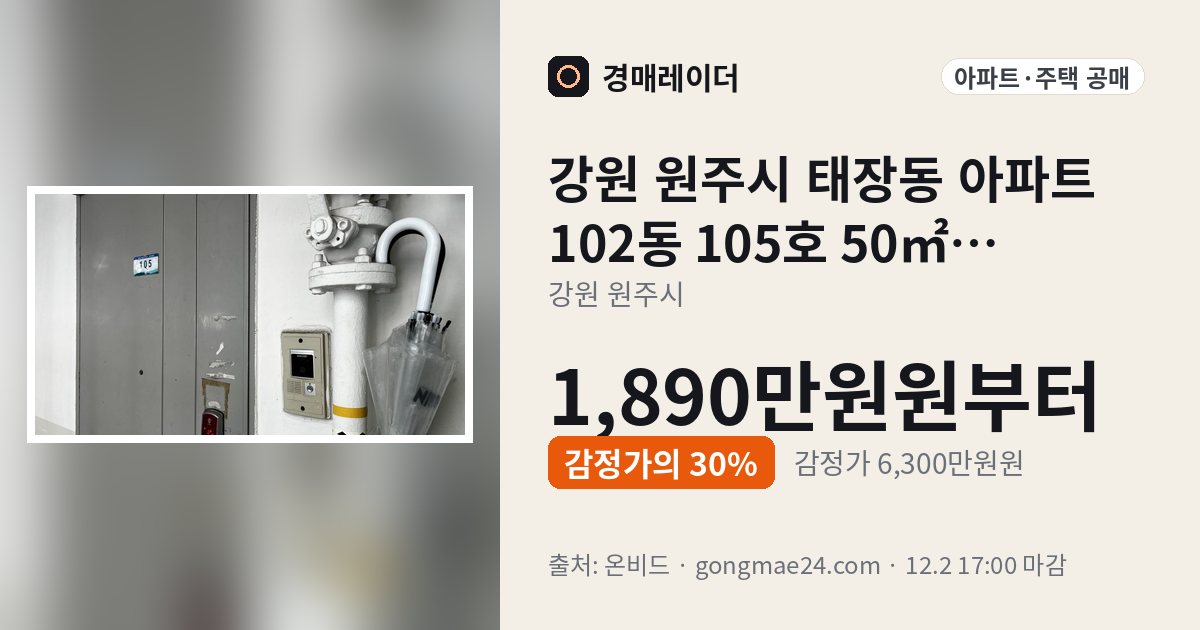 경매레이더
아파트·주택 공매
강원 원주시 태장동 아파트
102동 105호 50㎡…
강원 원주시
1,890만원원부터
감정가의 30%
감정가 6,300만원원
출처: 온비드 · gongmae24.com · 12.2 17:00 마감
105